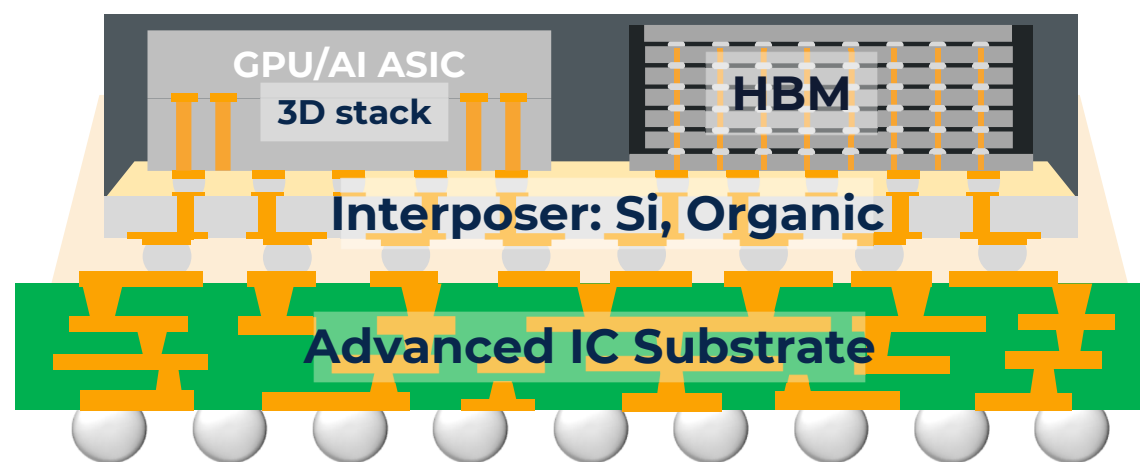 GPU/AI ASIC
3D stack
HBM
Interposer: Si, Organic
Advanced IC Substrate